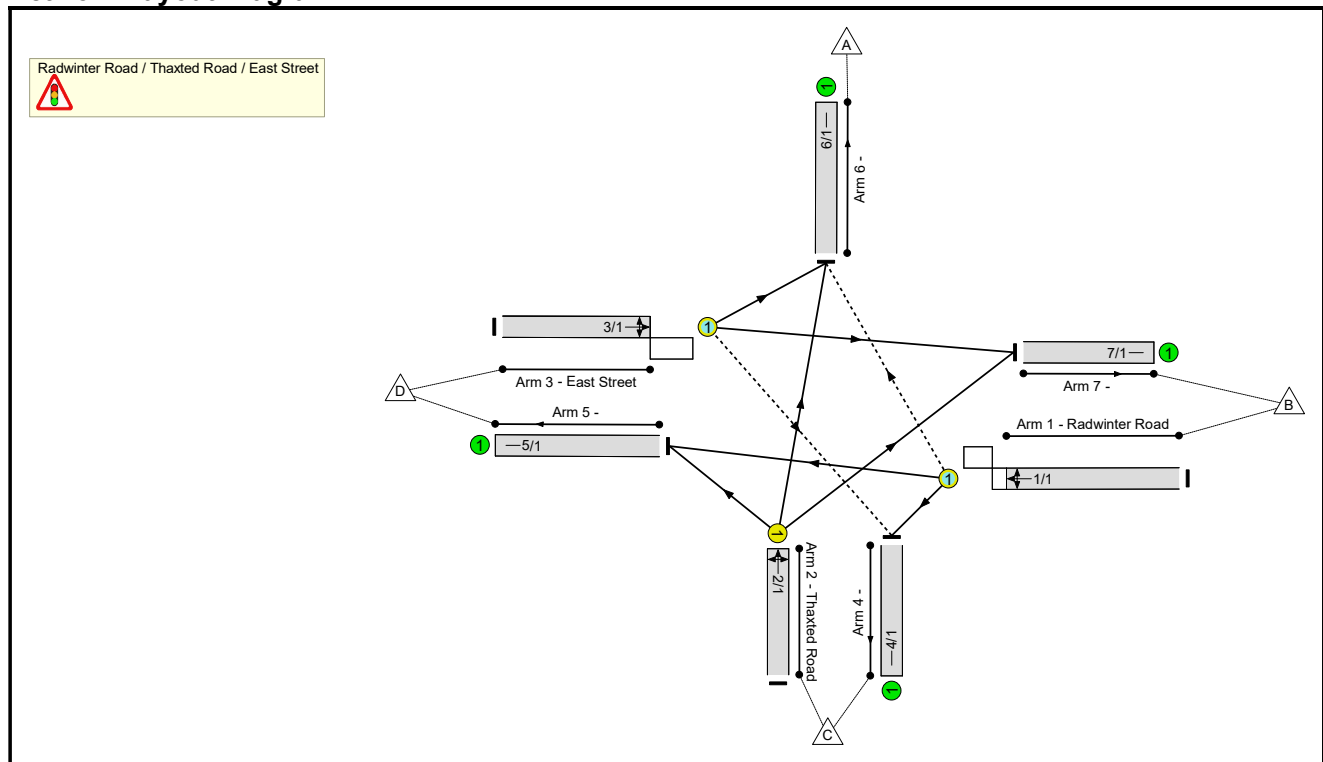 Radwinter Road / Thaxted Road / East Street
A
1
6/1
Arm 6 -
3/1
1
7/1
1
Arm 3 - East Street
Arm 7 -
D
B
Arm 5 -
Arm 1 - Radwinter Road
1
5/1
1
1/1
1
2/1
Arm 2 - Thaxted Road
Arm 4 -
4/1
1
C